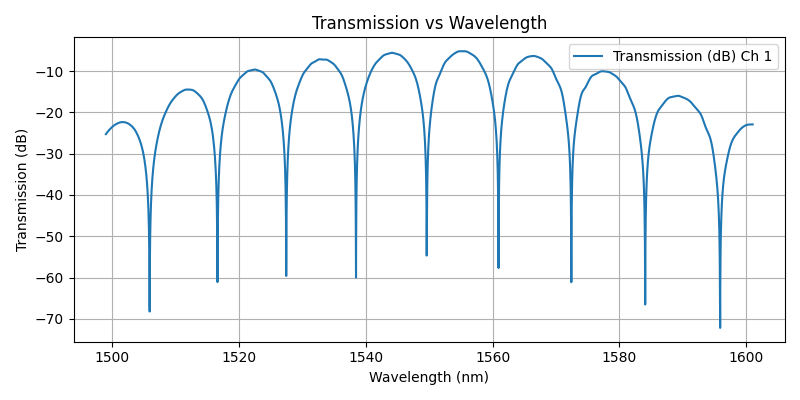 Transmission vs Wavelength
Transmission (dB) Ch 1
Transmission (dB)
−10
−20
−30
−40
−50
−60
−70
1500 1520 1540 1560 1580 1600
Wavelength (nm)